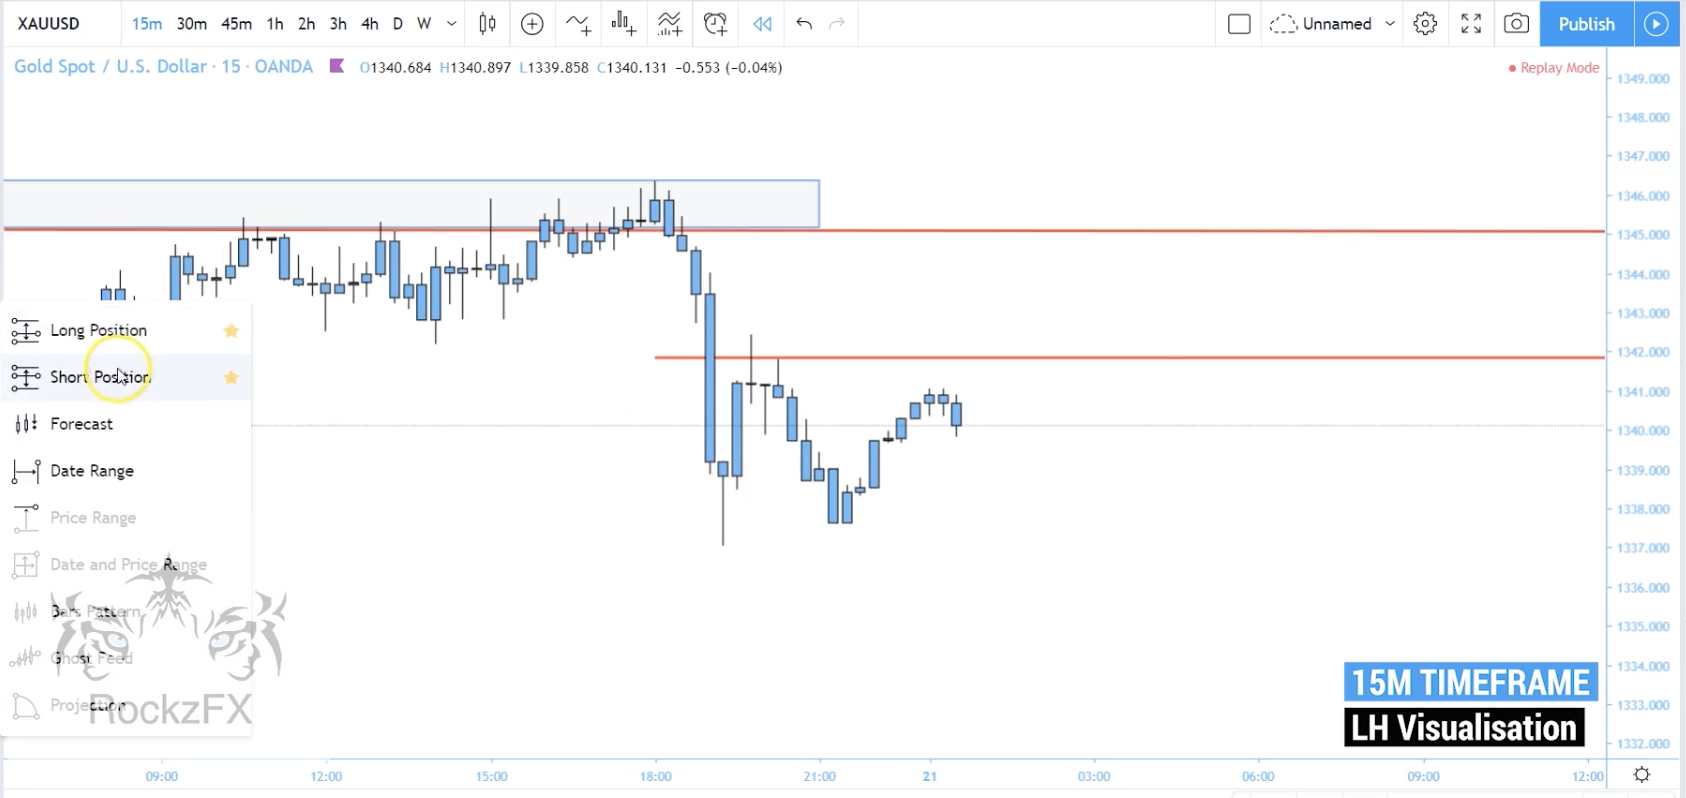 XAUUSD 15m 30m 45m 1h 2h 3h 4h D W Unnamed Publish
Gold Spot / U.S. Dollar · 15 · OANDA O1340.684 H1340.897 L1339.858 C1340.131 −0.553 (−0.04%)
Replay Mode
1349.000
1348.000
1347.000
1346.000
1345.000
1344.000
1343.000
1342.000
1341.000
1340.000
1339.000
1338.000
1337.000
1336.000
1335.000
1334.000
1333.000
1332.000
Long Position
Short Position
Forecast
Date Range
Price Range
Date and Price Range
Bars Pattern
Ghost Feed
Projection
RockzFX
15M TIMEFRAME
LH Visualisation
09:00 12:00 15:00 18:00 21:00 21 03:00 06:00 09:00 12:00